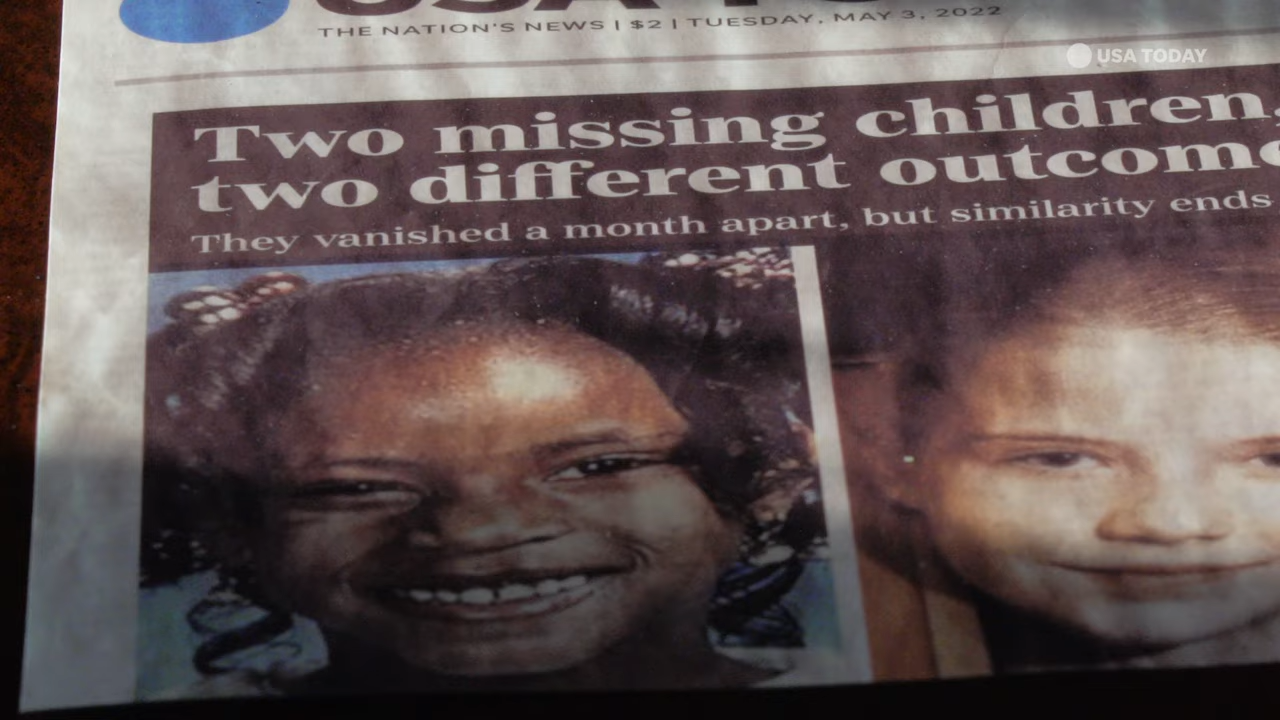 THE NATION'S NEWS | $2 | TUESDAY, MAY 3, 2022
USA TODAY
Two missing children,
two different outcome
They vanished a month apart, but similarity ends